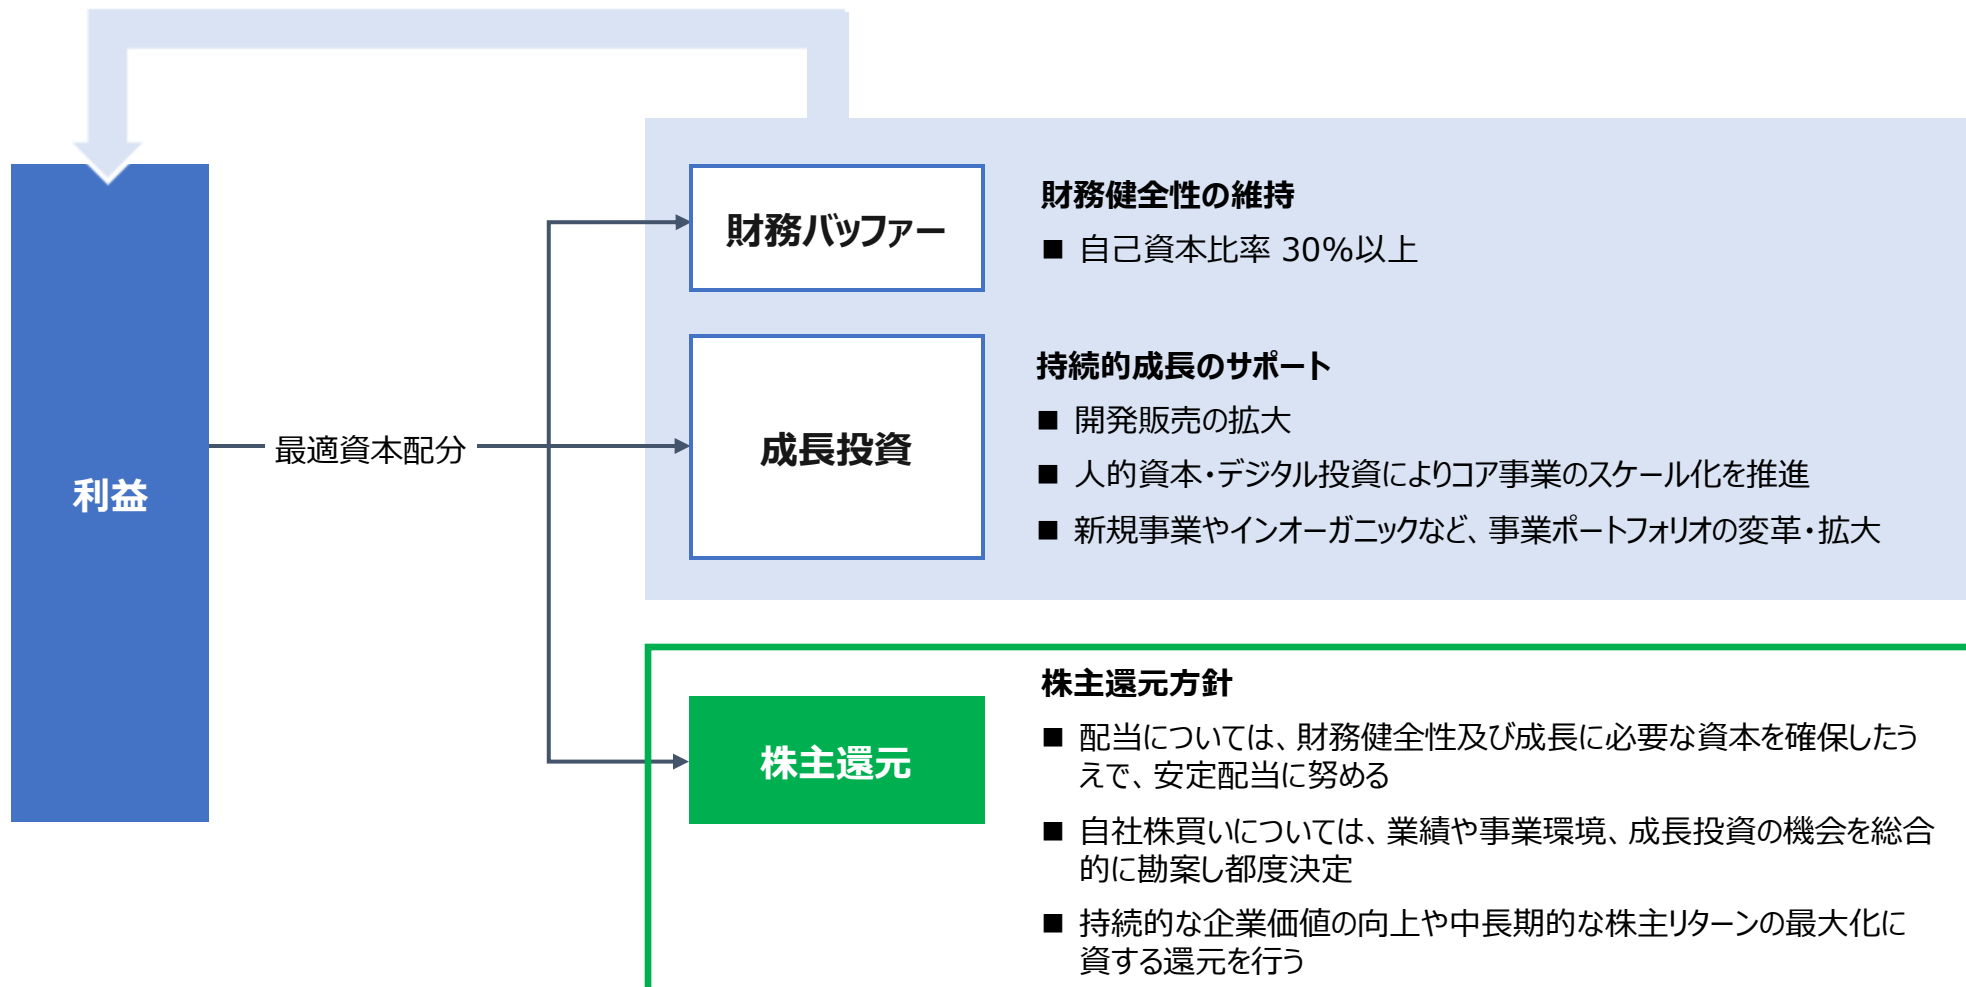 利益
最適資本配分
財務バッファー
財務健全性の維持
■ 自己資本比率 30%以上
成長投資
持続的成長のサポート
■ 開発販売の拡大
■ 人的資本・デジタル投資によりコア事業のスケール化を推進
■ 新規事業やインオーガニックなど、事業ポートフォリオの変革・拡大
株主還元
株主還元方針
■ 配当については、財務健全性及び成長に必要な資本を確保したう
えで、安定配当に努める
■ 自社株買いについては、業績や事業環境、成長投資の機会を総合
的に勘案し都度決定
■ 持続的な企業価値の向上や中長期的な株主リターンの最大化に
資する還元を行う